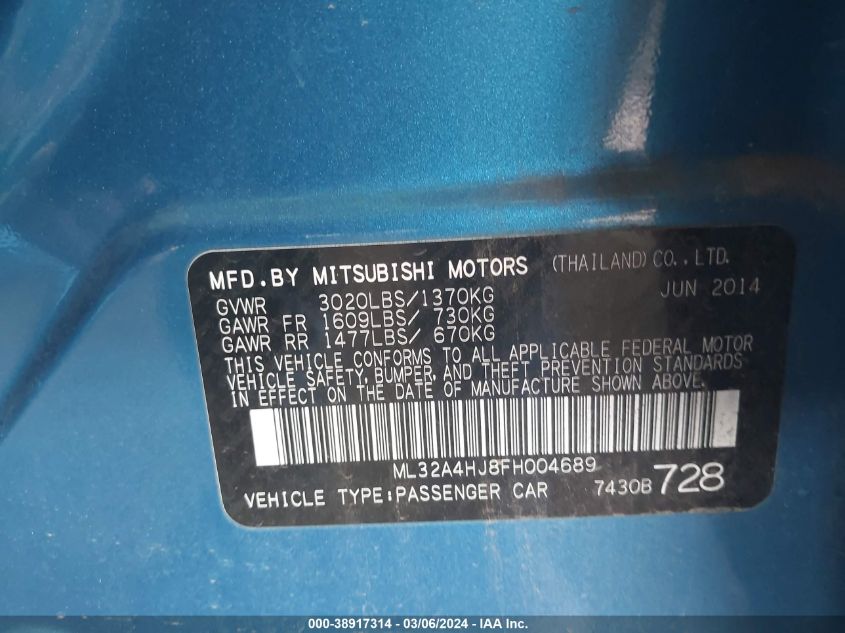 MFD.BY MITSUBISHI MOTORS (THAILAND) CO., LTD.
GVWR 3020LBS/1370KG JUN 2014
GAWR FR 1609LBS/ 730KG
GAWR RR 1477LBS/ 670KG
THIS VEHICLE CONFORMS TO ALL APPLICABLE FEDERAL MOTOR
VEHICLE SAFETY, BUMPER, AND THEFT PREVENTION STANDARDS
IN EFFECT ON THE DATE OF MANUFACTURE SHOWN ABOVE.
ML32A4HJ8FH004689
VEHICLE TYPE:PASSENGER CAR 7430B 728
000-38917314 - 03/06/2024 - IAA Inc.